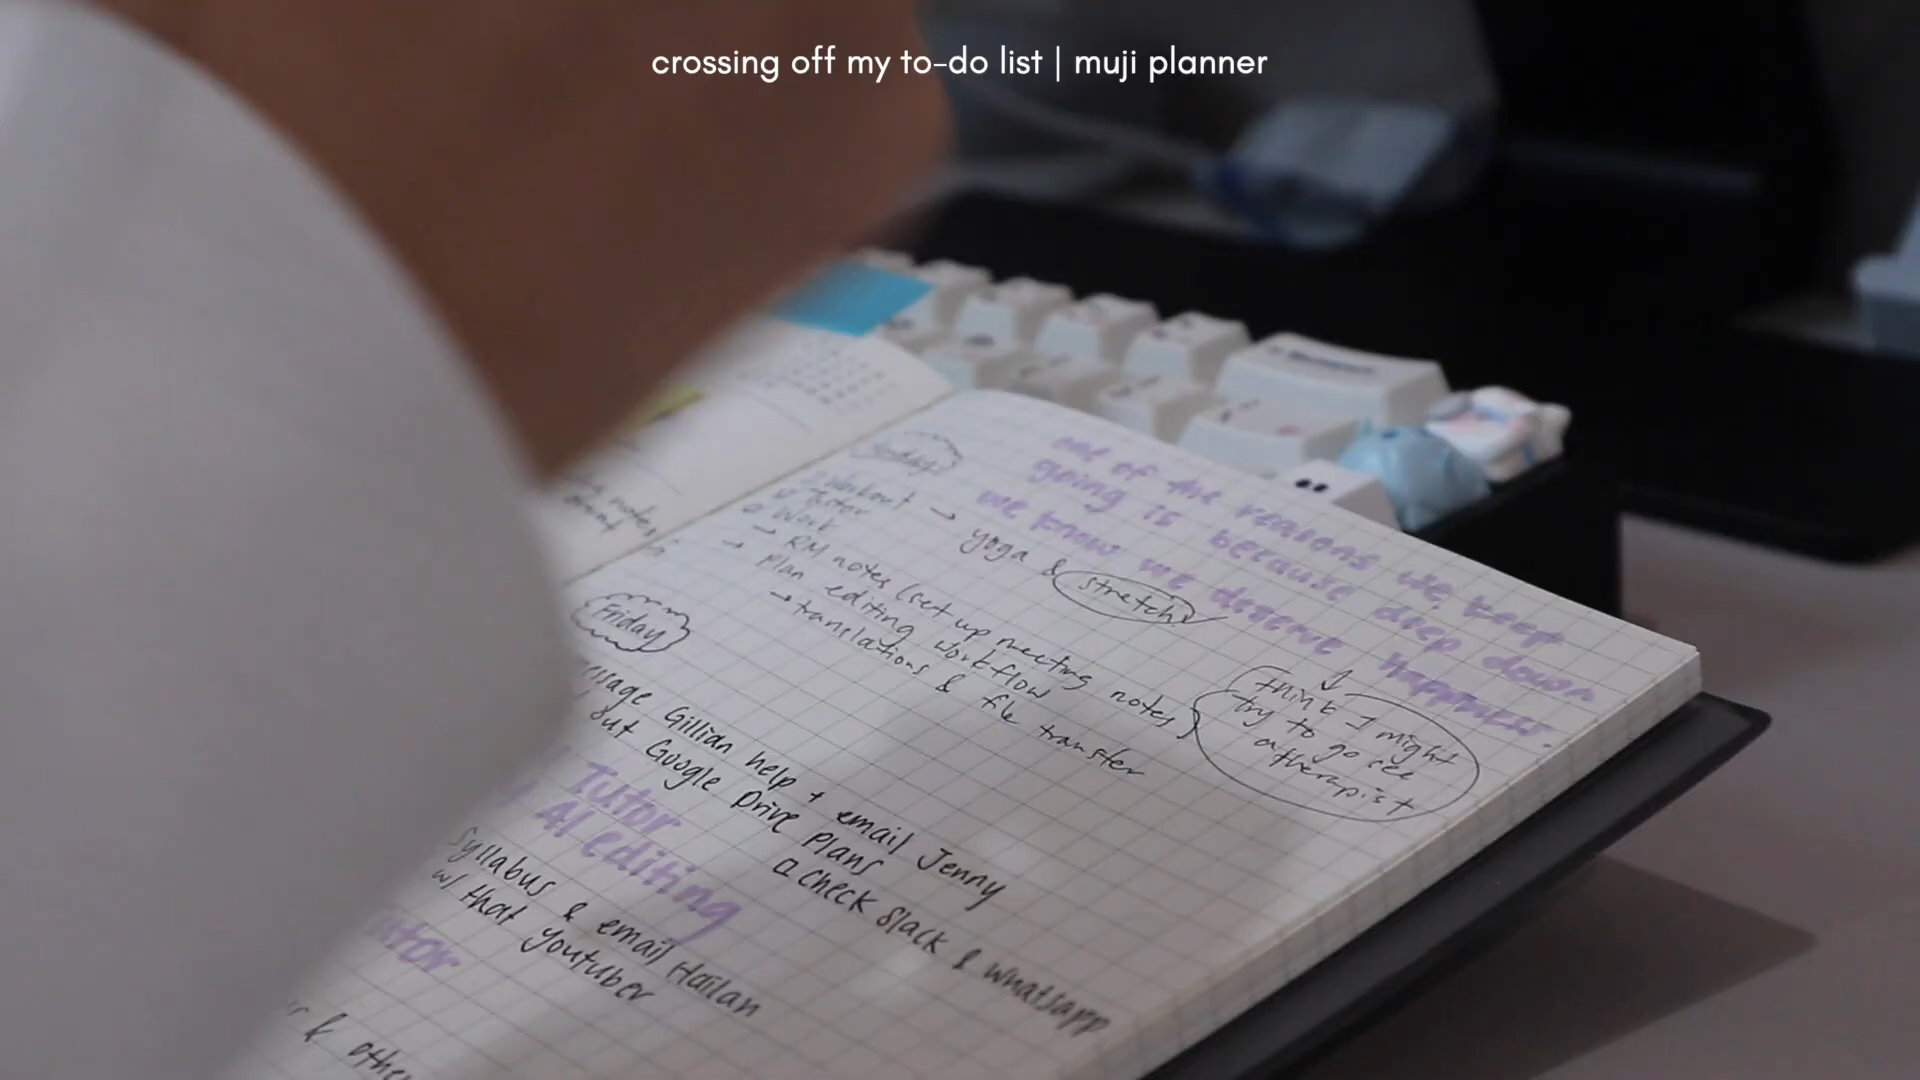 crossing off my to-do list | muji planner
one of the reasons we keep
going is because deep down
we know we deserve happiness.
Workout → yoga & stretch
Tutor
Work
→ RM notes (set up meeting notes)
→ Plan editing workflow
→ translations & file transfer
think I might
try to go see
a therapist
Friday
Gillian help + email Jenny
out Google Drive plans
check slack & whatsapp
Tutor
AI editing
syllabus & email Hailan
w/ that youtuber
& other
notes